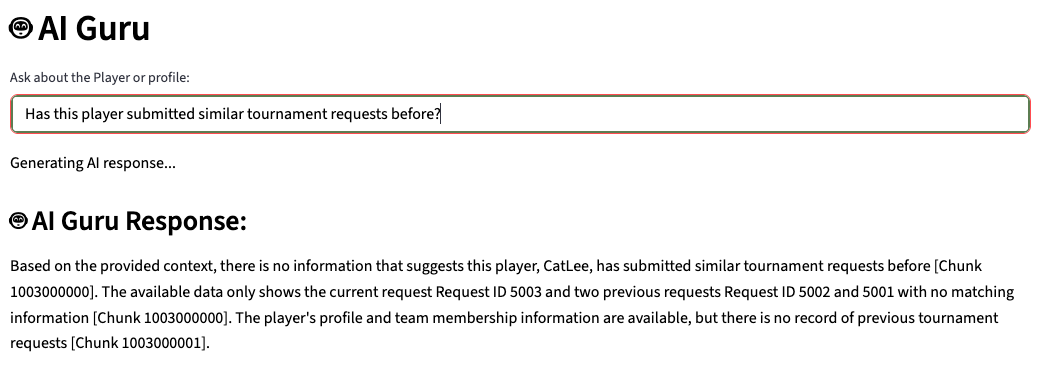 AI Guru
Ask about the Player or profile:
Has this player submitted similar tournament requests before?
Generating AI response...
AI Guru Response:
Based on the provided context, there is no information that suggests this player, CatLee, has submitted similar tournament requests before [Chunk
1003000000]. The available data only shows the current request Request ID 5003 and two previous requests Request ID 5002 and 5001 with no matching
information [Chunk 1003000000]. The player's profile and team membership information are available, but there is no record of previous tournament
requests [Chunk 1003000001].